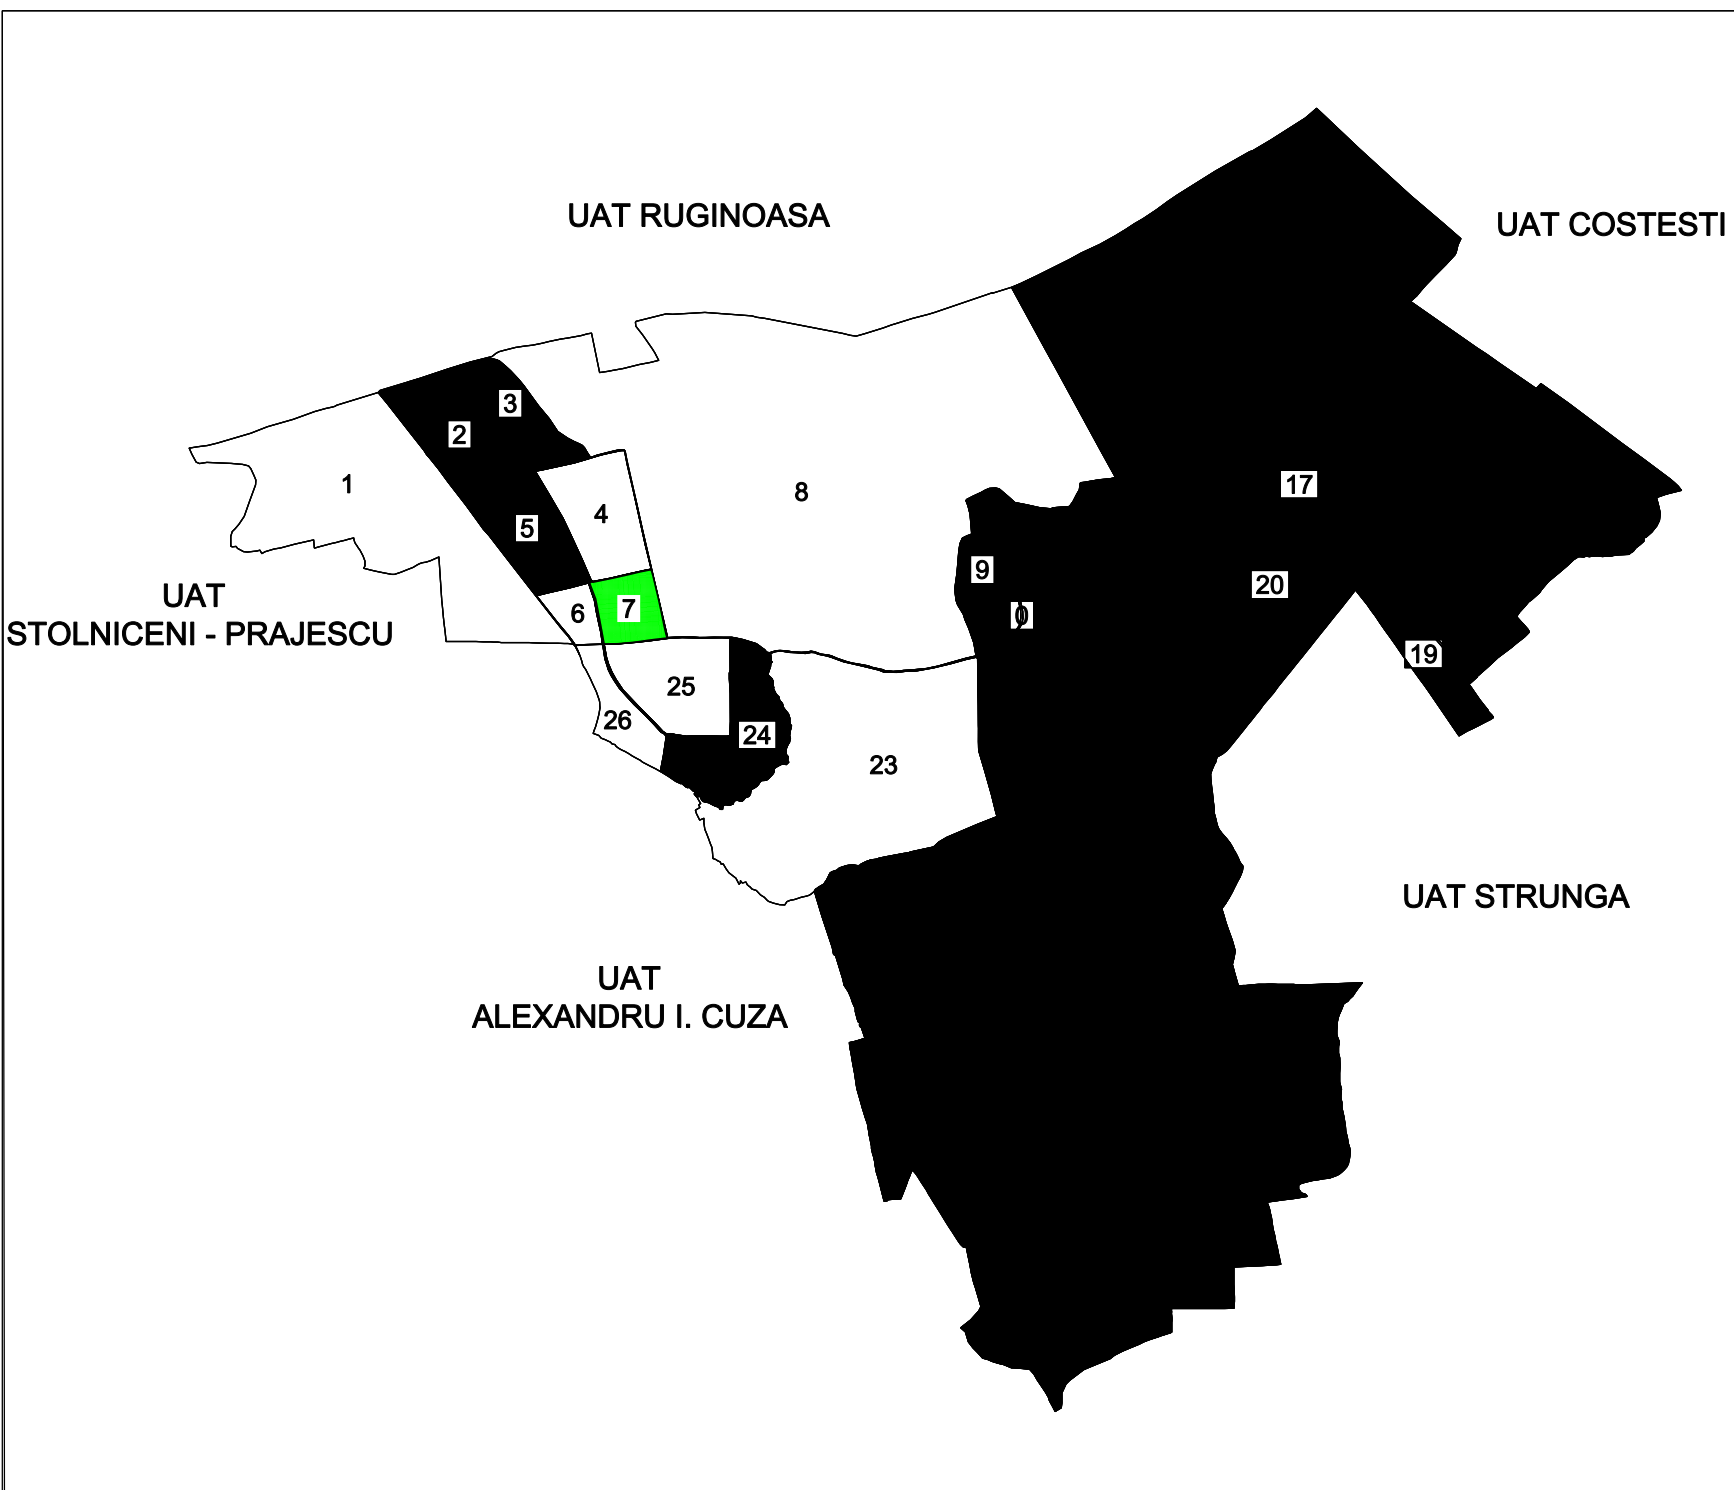 UAT RUGINOASA
UAT COSTESTI
3
2
1
17
8
4
5
9
20
UAT
STOLNICENI - PRAJESCU
6
7
19
25
26
24
23
UAT STRUNGA
UAT
ALEXANDRU I. CUZA